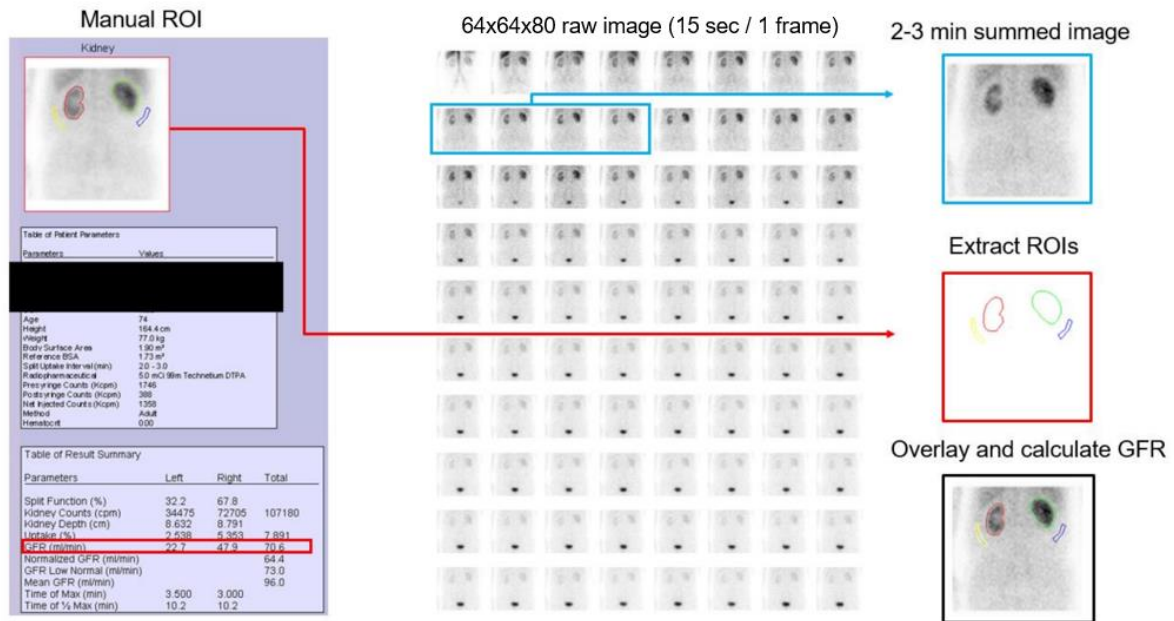 Manual ROI
Kidney
Table of Patient Parameters
Parameters Values
Age 74
Height 164.4 cm
Weight 77.0 kg
Body Surface Area 1.90 m²
Reference BSA 1.73 m²
Split Uptake Interval (min) 2.0 - 3.0
Radiopharmaceutical 5.0 mCi 99m Technetium DTPA
Presyringe Counts (Kcpm) 1746
Postsyringe Counts (Kcpm) 388
Net Injected Counts (Kcpm) 1358
Method Adult
Hematocrit 0.00
Table of Result Summary
Parameters Left Right Total
Split Function (%) 32.2 67.8
Kidney Counts (cpm) 34475 72705 107180
Kidney Depth (cm) 8.632 8.791
Uptake (%) 2.538 5.353 7.891
GFR (ml/min) 22.7 47.9 70.6
Normalized GFR (ml/min) 64.4
GFR Low Normal (ml/min) 73.0
Mean GFR (ml/min) 96.0
Time of Max (min) 3.500 3.000
Time of ½ Max (min) 10.2 10.2
64x64x80 raw image (15 sec / 1 frame)
2-3 min summed image
Extract ROIs
Overlay and calculate GFR